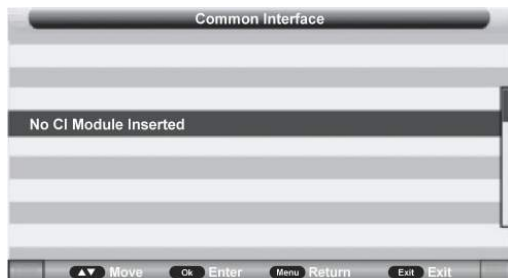 Common Interface
No CI Module Inserted
▲▼ Move Ok Enter Menu Return Exit Exit